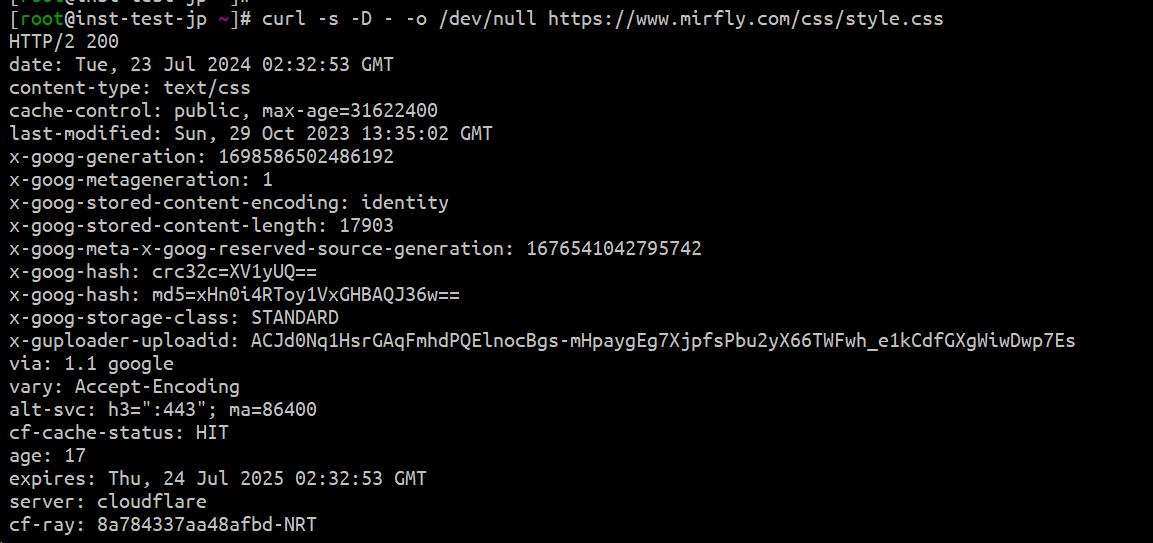 [root@inst-test-jp ~]#
[root@inst-test-jp ~]# curl -s -D - -o /dev/null https://www.mirfly.com/css/style.css
HTTP/2 200
date: Tue, 23 Jul 2024 02:32:53 GMT
content-type: text/css
cache-control: public, max-age=31622400
last-modified: Sun, 29 Oct 2023 13:35:02 GMT
x-goog-generation: 1698586502486192
x-goog-metageneration: 1
x-goog-stored-content-encoding: identity
x-goog-stored-content-length: 17903
x-goog-meta-x-goog-reserved-source-generation: 1676541042795742
x-goog-hash: crc32c=XV1yUQ==
x-goog-hash: md5=xHn0i4RToy1VxGHBAQJ36w==
x-goog-storage-class: STANDARD
x-guploader-uploadid: ACJd0Nq1HsrGAqFmhdPQElnocBgs-mHpaygEg7XjpfsPbu2yX66TWFwh_e1kCdfGXgWiwDwp7Es
via: 1.1 google
vary: Accept-Encoding
alt-svc: h3=":443"; ma=86400
cf-cache-status: HIT
age: 17
expires: Thu, 24 Jul 2025 02:32:53 GMT
server: cloudflare
cf-ray: 8a784337aa48afbd-NRT